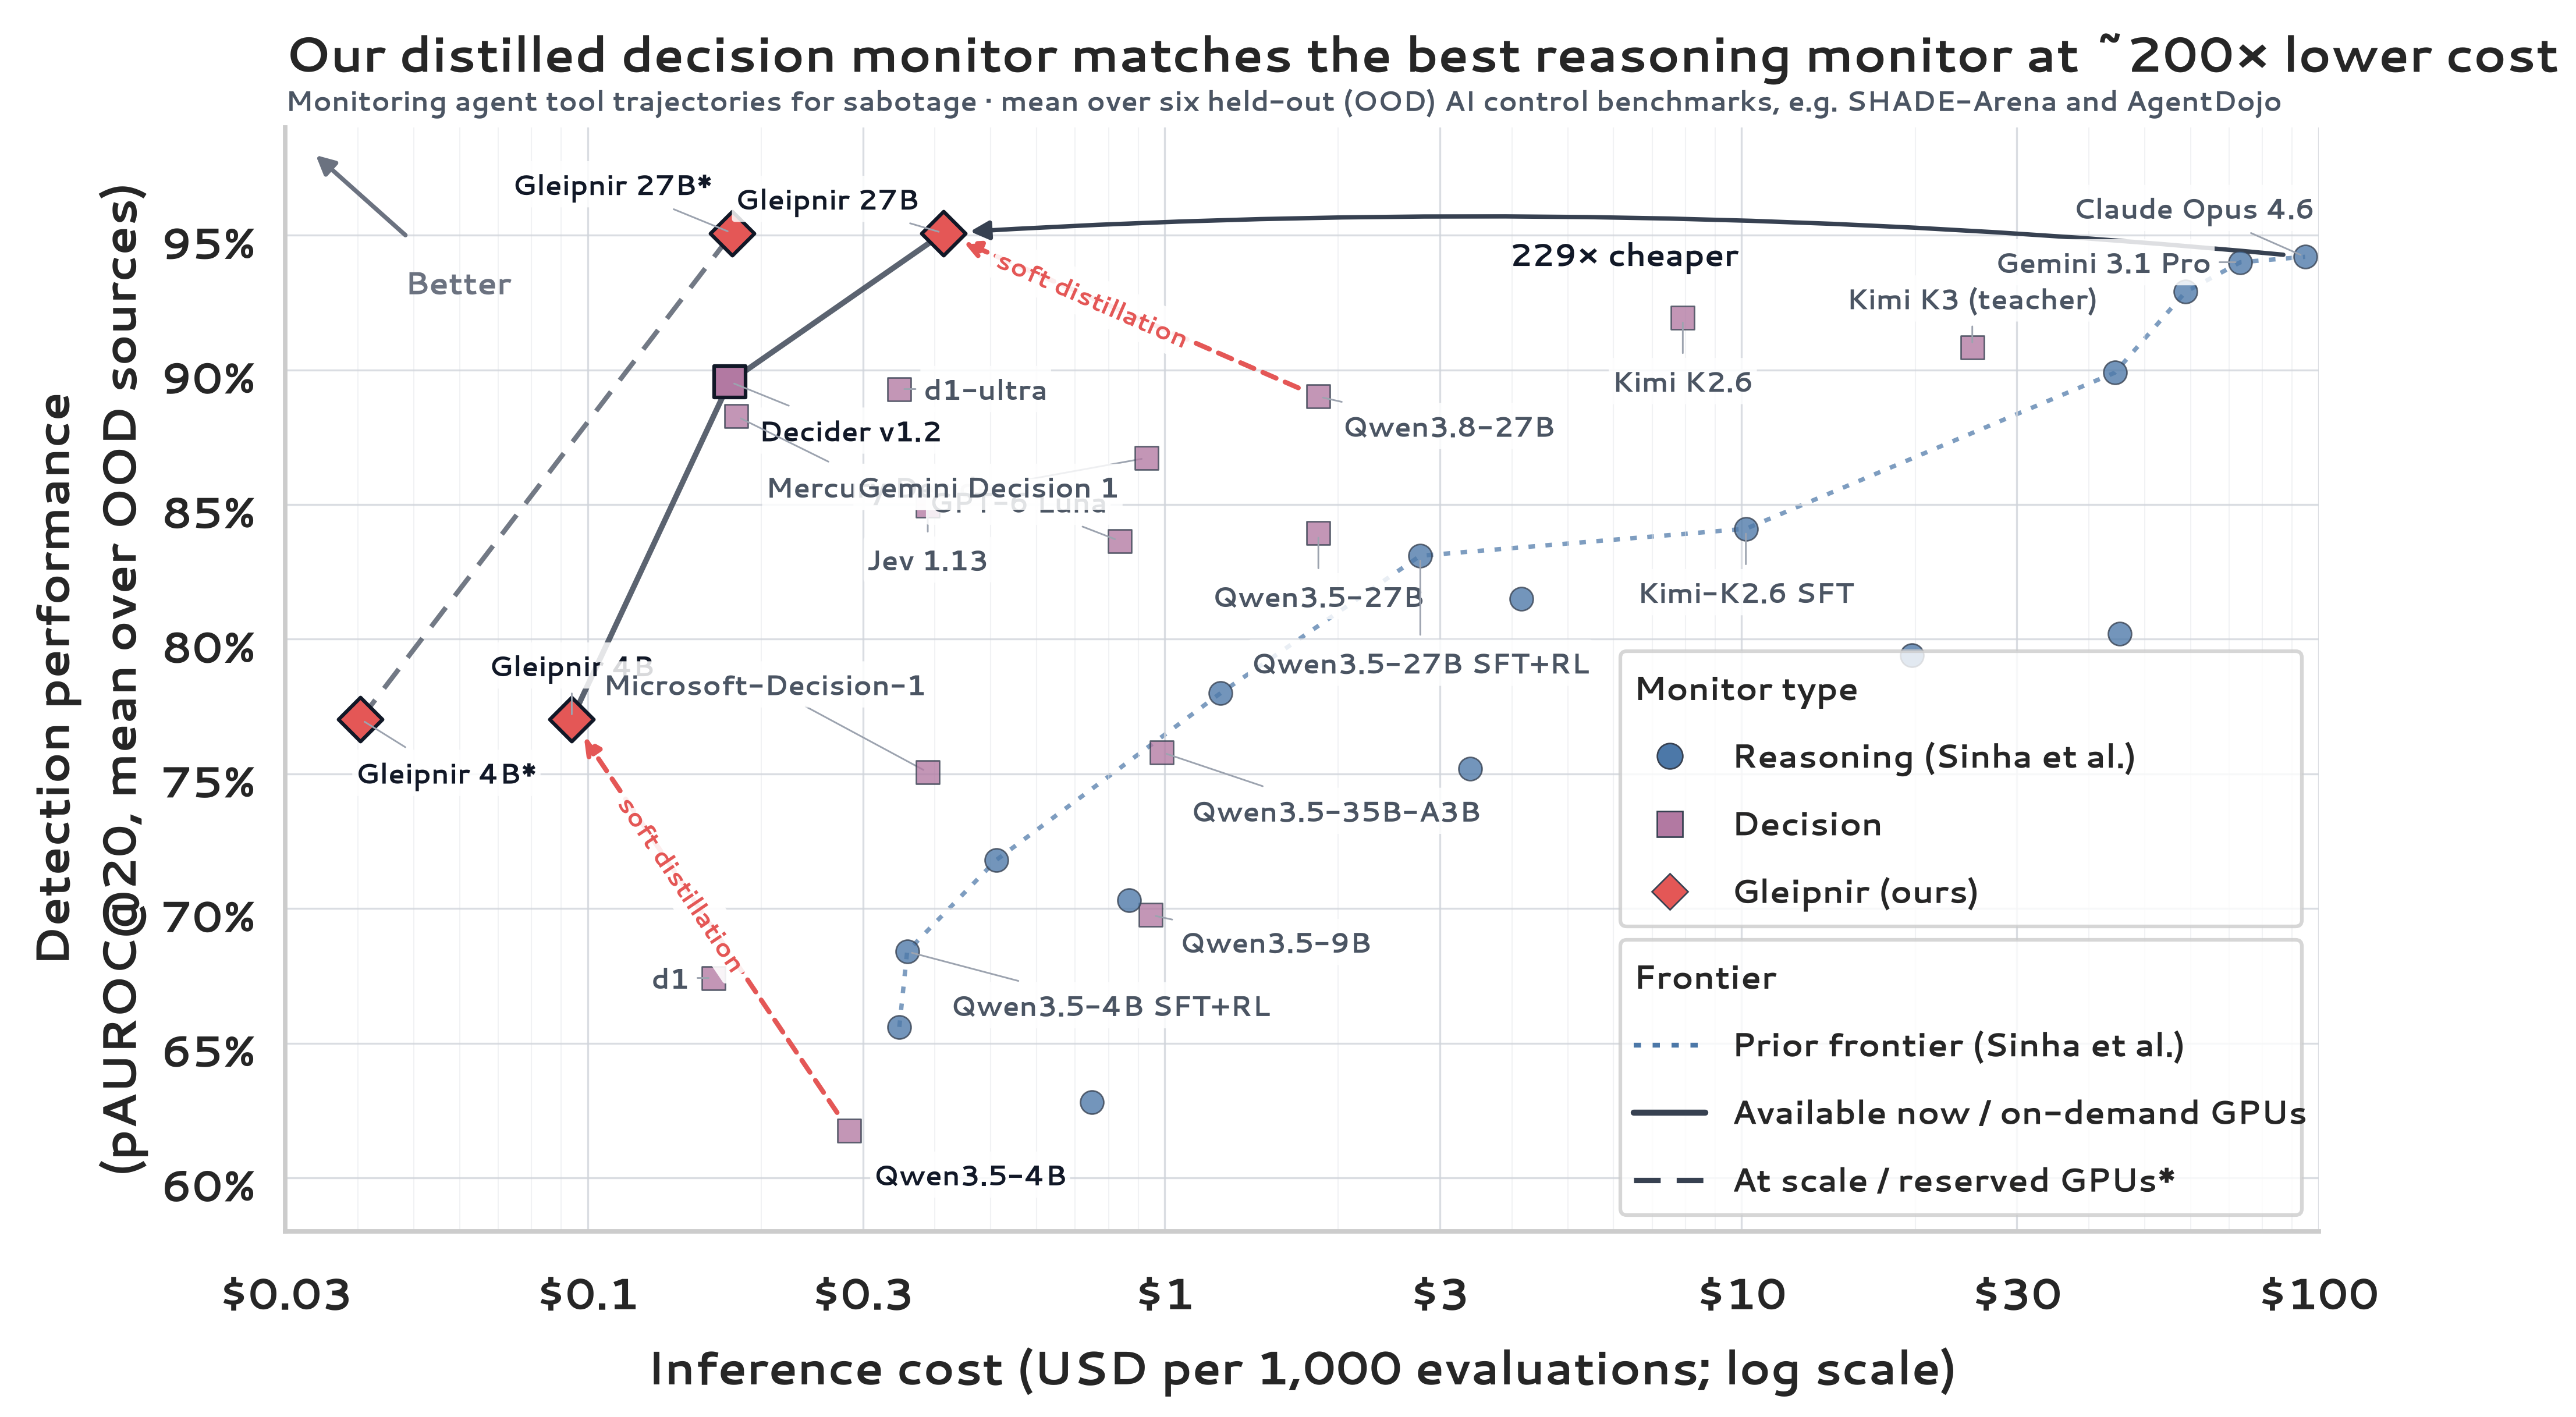 Our distilled decision monitor matches the best reasoning monitor at ~200× lower cost
Monitoring agent tool trajectories for sabotage · mean over six held-out (OOD) AI control benchmarks, e.g. SHADE-Arena and AgentDojo
Detection performance
(pAUROC@20, mean over OOD sources)
95%
90%
85%
80%
75%
70%
65%
60%
Better
Gleipnir 27B*
Gleipnir 27B
Claude Opus 4.6
229× cheaper
Gemini 3.1 Pro
soft distillation
Kimi K3 (teacher)
Kimi K2.6
d1-ultra
Qwen3.8-27B
Decider v1.2
Gemini Decision 1
GPT-6 Luna
Jev 1.13
Qwen3.5-27B
Kimi-K2.6 SFT
Gleipnir 4B
Microsoft-Decision-1
Qwen3.5-27B SFT+RL
Gleipnir 4B*
Qwen3.5-35B-A3B
soft distillation
Qwen3.5-9B
d1
Qwen3.5-4B SFT+RL
Qwen3.5-4B
Monitor type
Reasoning (Sinha et al.)
Decision
Gleipnir (ours)
Frontier
Prior frontier (Sinha et al.)
Available now / on-demand GPUs
At scale / reserved GPUs*
$0.03
$0.1
$0.3
$1
$3
$10
$30
$100
Inference cost (USD per 1,000 evaluations; log scale)